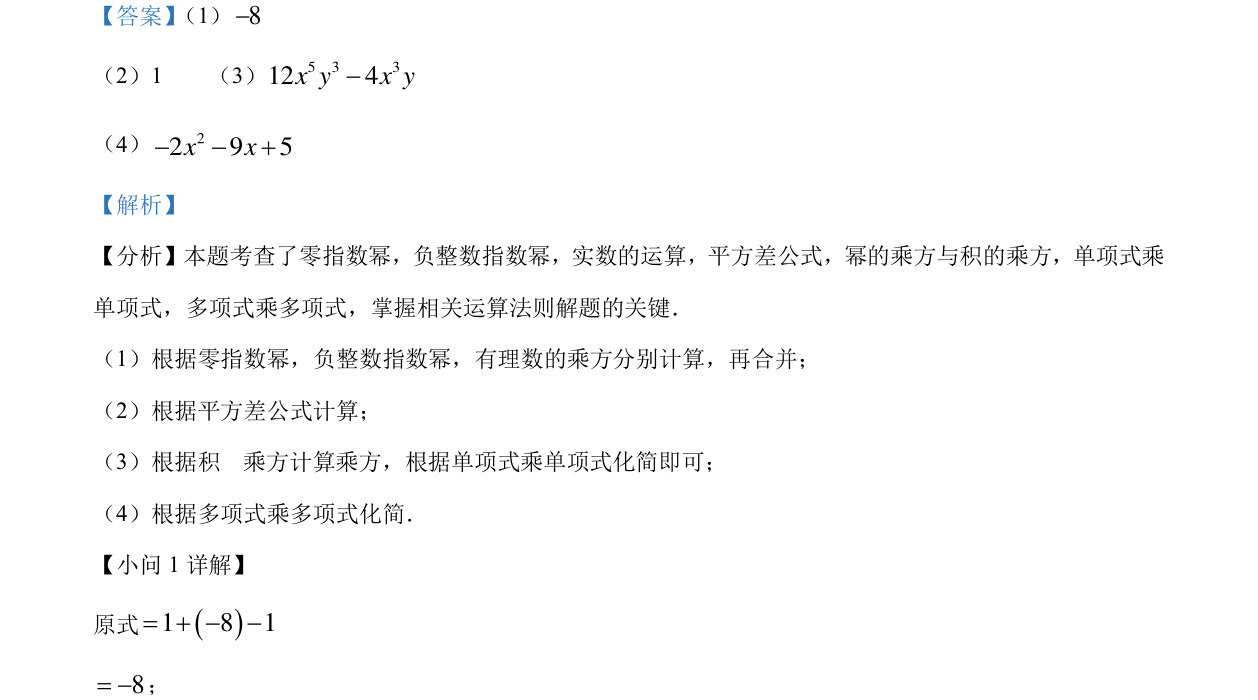 【答案】（1）−8
（2）1 （3）12x⁵y³ − 4x³y
（4）−2x² − 9x + 5
【解析】
【分析】本题考查了零指数幂，负整数指数幂，实数的运算，平方差公式，幂的乘方与积的乘方，单项式乘
单项式，多项式乘多项式，掌握相关运算法则解题的关键．
（1）根据零指数幂，负整数指数幂，有理数的乘方分别计算，再合并；
（2）根据平方差公式计算；
（3）根据积 乘方计算乘方，根据单项式乘单项式化简即可；
（4）根据多项式乘多项式化简．
【小问 1 详解】
原式＝1+(−8)−1
＝−8；